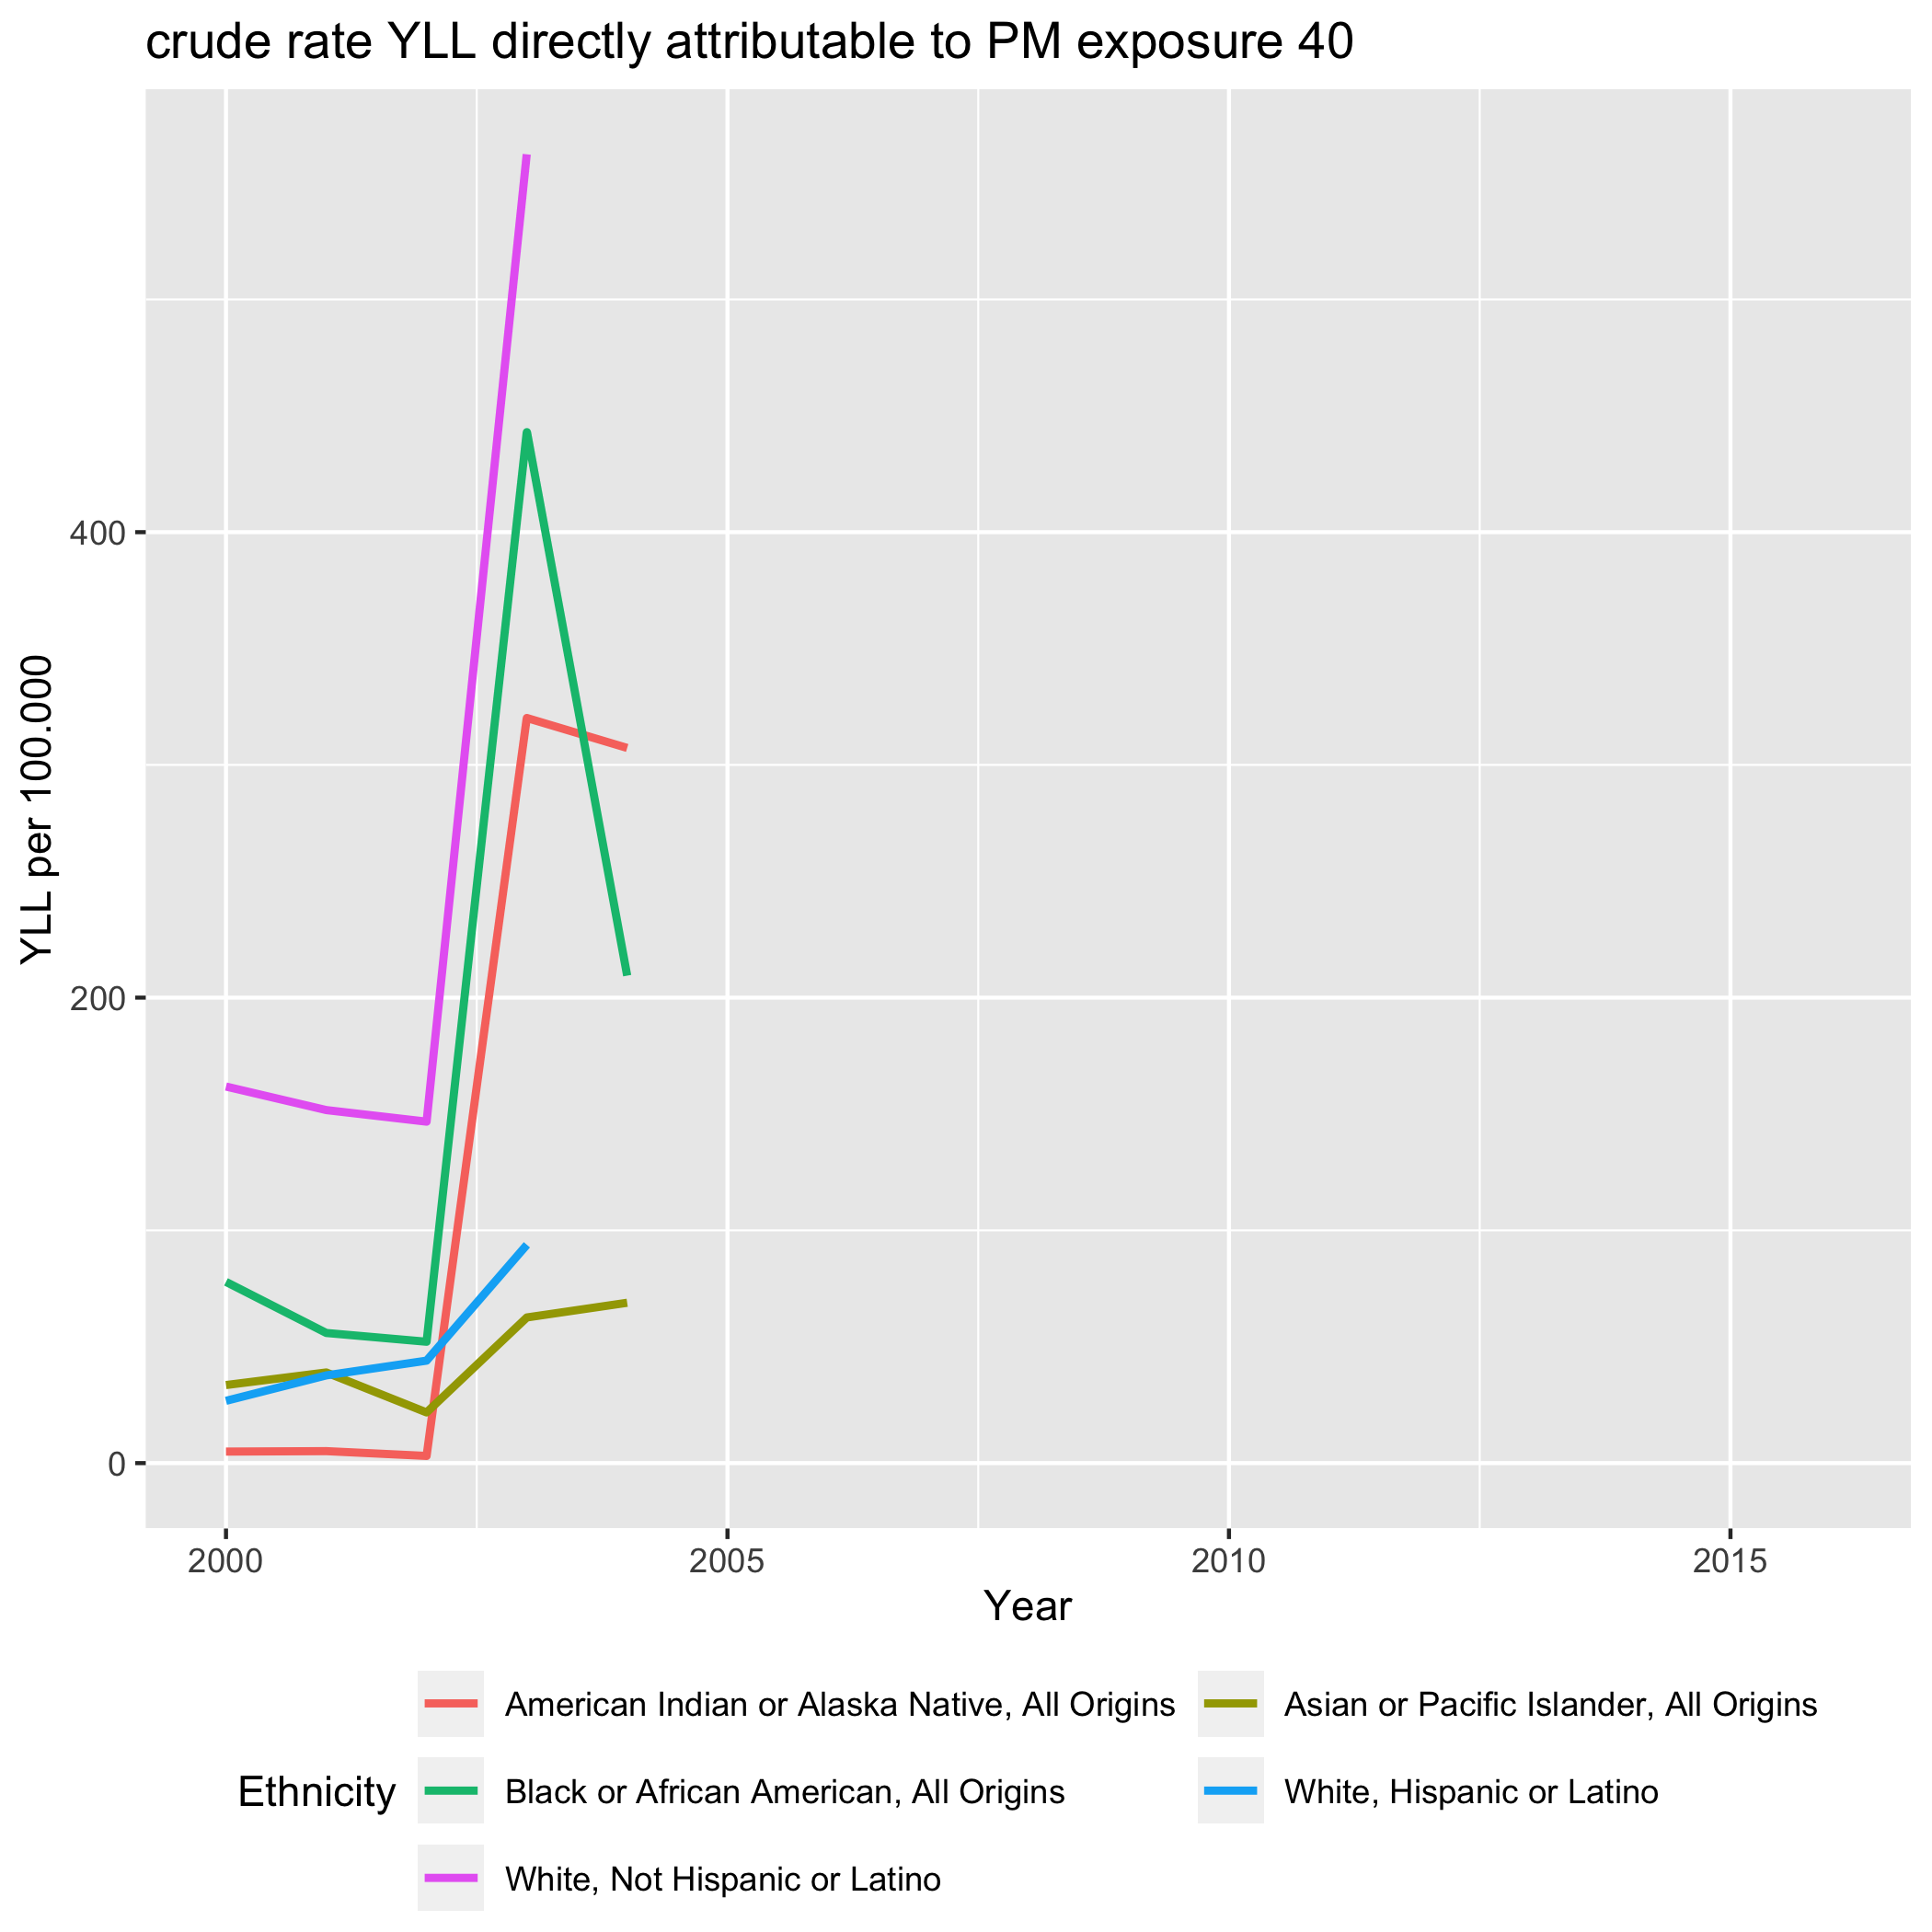 crude rate YLL directly attributable to PM exposure 40
YLL per 100.000
400
200
0
2000 2005 2010 2015
Year
Ethnicity
American Indian or Alaska Native, All Origins
Asian or Pacific Islander, All Origins
Black or African American, All Origins
White, Hispanic or Latino
White, Not Hispanic or Latino